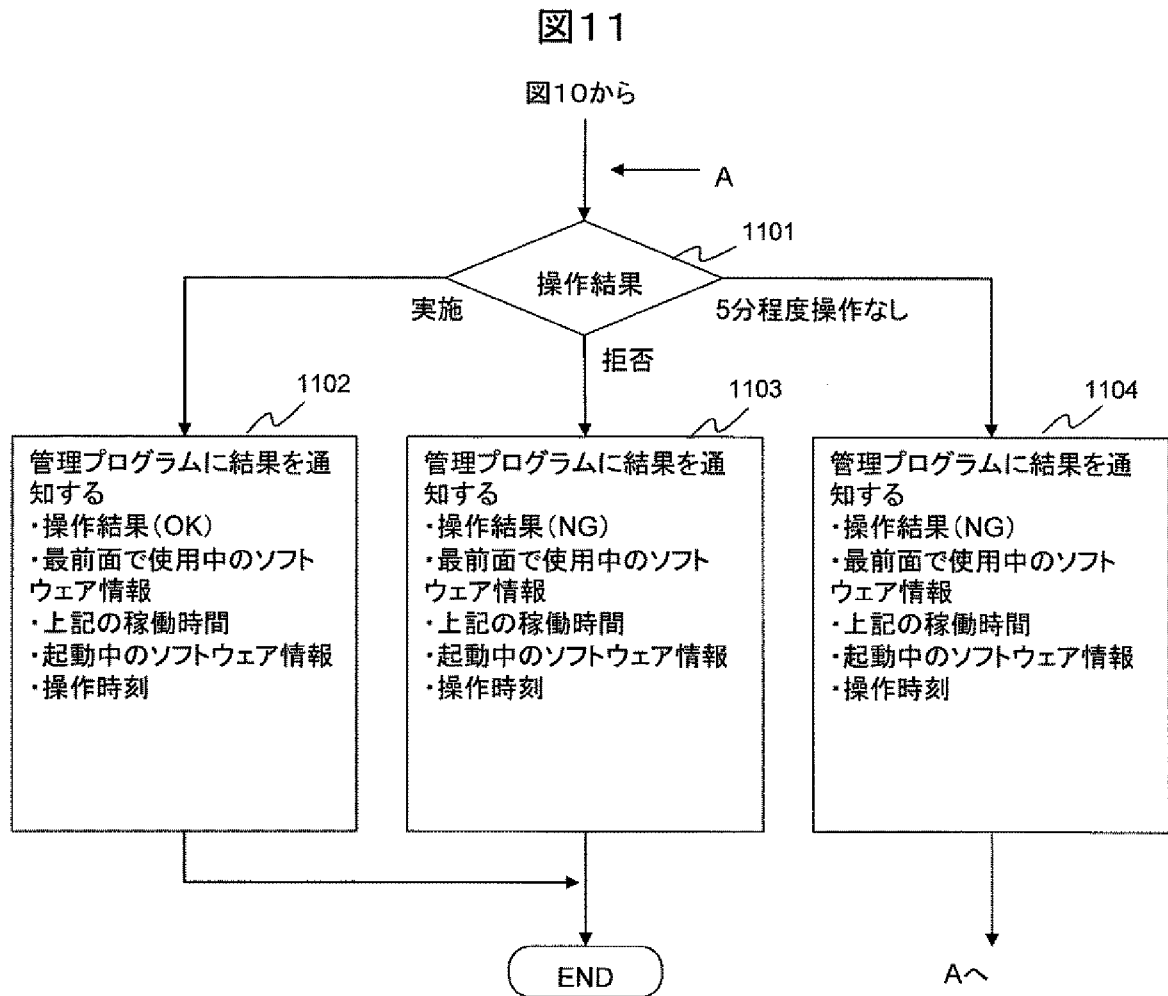 図11
図10から
A
1101
操作結果
実施
5分程度操作なし
拒否
1102
管理プログラムに結果を通
知する
・操作結果(OK)
・最前面で使用中のソフト
ウェア情報
・上記の稼働時間
・起動中のソフトウェア情報
・操作時刻
1103
管理プログラムに結果を通
知する
・操作結果(NG)
・最前面で使用中のソフト
ウェア情報
・上記の稼働時間
・起動中のソフトウェア情報
・操作時刻
1104
管理プログラムに結果を通
知する
・操作結果(NG)
・最前面で使用中のソフト
ウェア情報
・上記の稼働時間
・起動中のソフトウェア情報
・操作時刻
END
Aへ